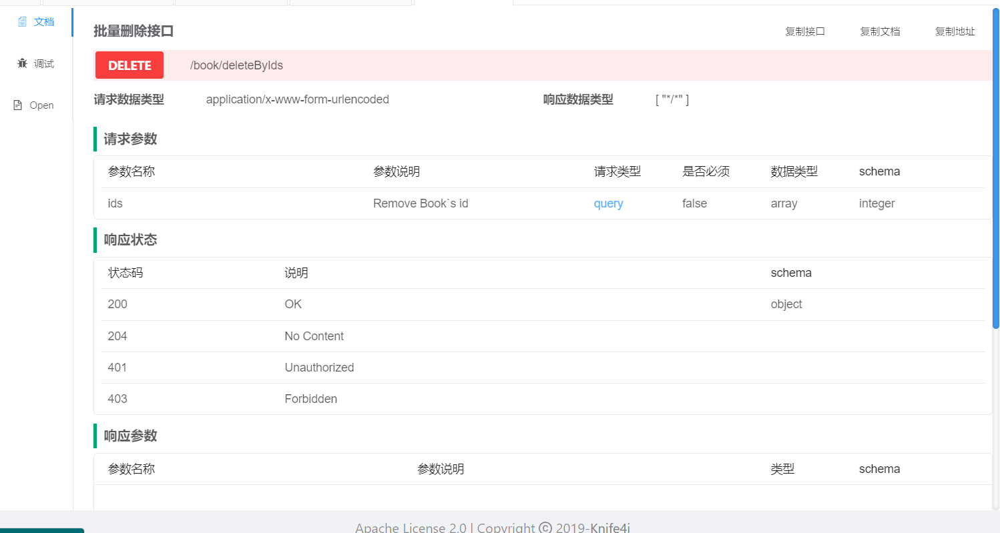 文档
调试
Open
批量删除接口 复制接口 复制文档 复制地址
DELETE /book/deleteByIds
请求数据类型 application/x-www-form-urlencoded 响应数据类型 [ "*/*" ]
请求参数
参数名称 参数说明 请求类型 是否必须 数据类型 schema
ids Remove Book`s id query false array integer
响应状态
状态码 说明 schema
200 OK object
204 No Content
401 Unauthorized
403 Forbidden
响应参数
参数名称 参数说明 类型 schema
Apache License 2.0 | Copyright © 2019-Knife4j